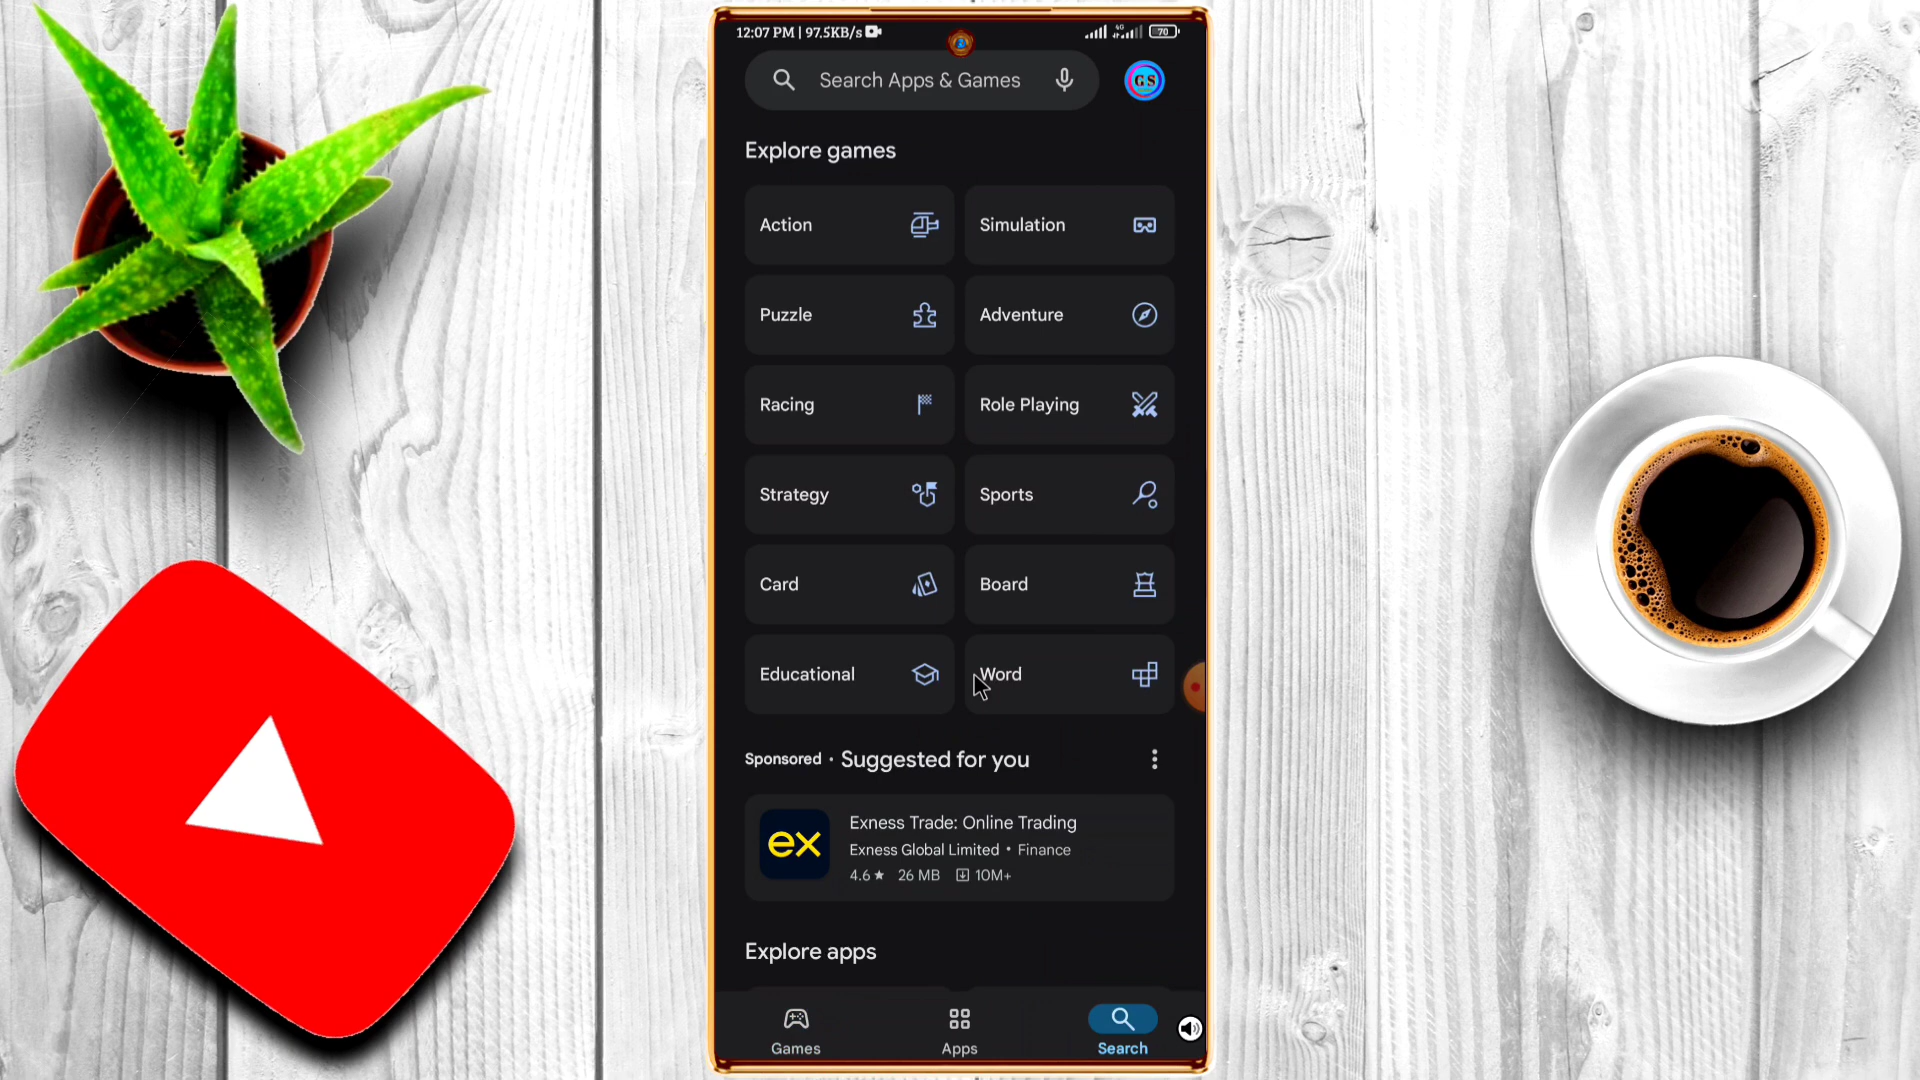 12:07 PM | 97.5KB/s
4G
70
Search Apps & Games
GS
Explore games
Action
Simulation
Puzzle
Adventure
Racing
Role Playing
Strategy
Sports
Card
Board
Educational
Word
Sponsored • Suggested for you
ex
Exness Trade: Online Trading
Exness Global Limited • Finance
4.6★ 26 MB 10M+
Explore apps
Games
Apps
Search